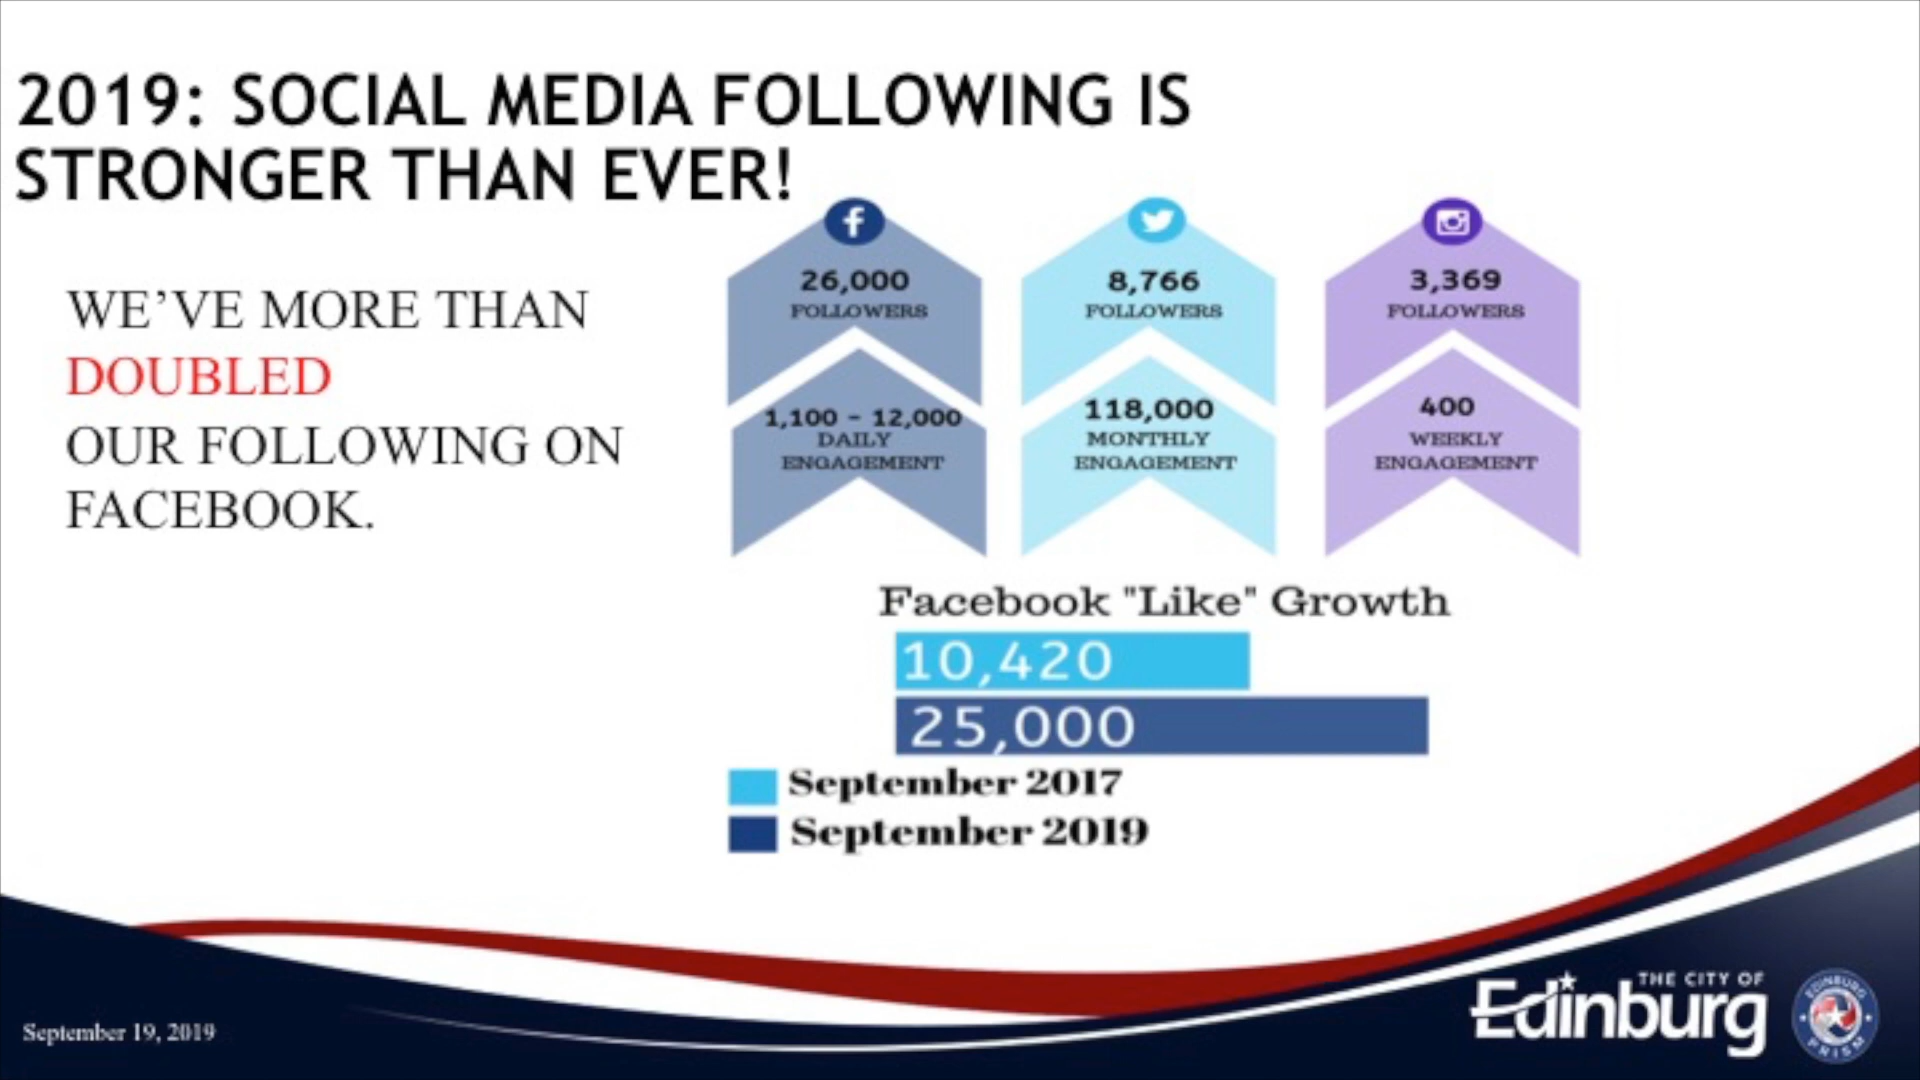 2019: SOCIAL MEDIA FOLLOWING IS
STRONGER THAN EVER!
WE’VE MORE THAN
DOUBLED
OUR FOLLOWING ON
FACEBOOK.
26,000
FOLLOWERS
1,100 – 12,000
DAILY
ENGAGEMENT
8,766
FOLLOWERS
118,000
MONTHLY
ENGAGEMENT
3,369
FOLLOWERS
400
WEEKLY
ENGAGEMENT
Facebook "Like" Growth
10,420
25,000
September 2017
September 2019
September 19, 2019
THE CITY OF
Edinburg
EDINBURG
PRISM